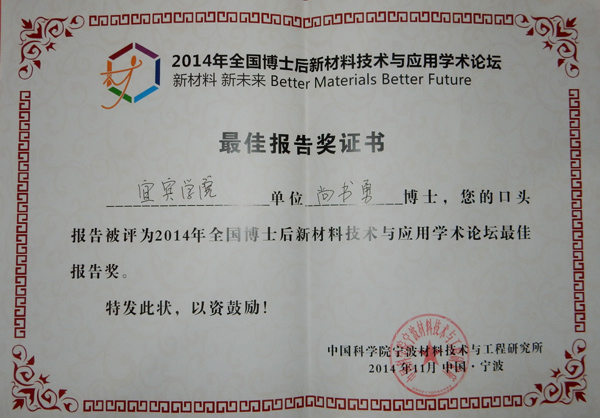 2014年全国博士后新材料技术与应用学术论坛
新材料 新未来 Better Materials Better Future
最佳报告奖证书
宜宾学院单位尚书勇博士,您的口头
报告被评为2014年全国博士后新材料技术与应用学术论坛最佳
报告奖。
特发此状,以资鼓励!
中国科学院宁波材料技术与工程研究所
2014年11月 中国·宁波